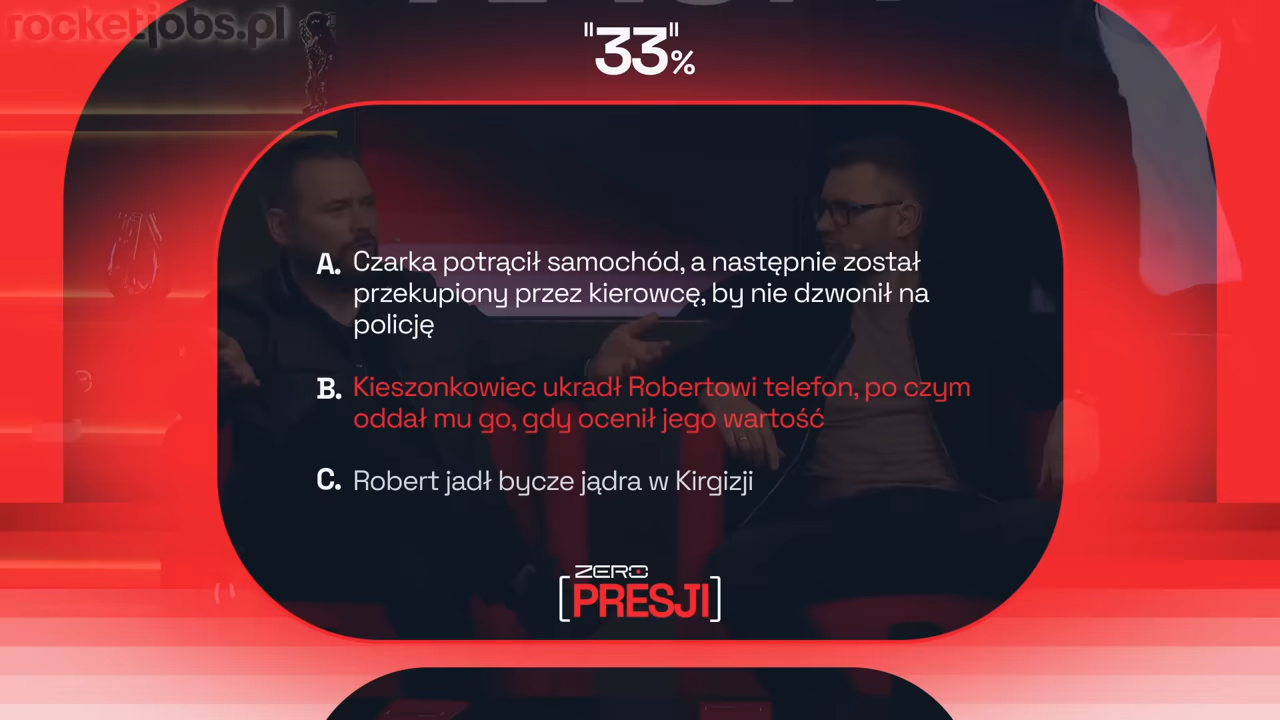 rocketjobs.pl
"33"%
A. Czarka potrącił samochód, a następnie został
przekupiony przez kierowcę, by nie dzwonił na
policję
B. Kieszonkowiec ukradł Robertowi telefon, po czym
oddał mu go, gdy ocenił jego wartość
C. Robert jadł bycze jądra w Kirgizji
ZERO
[PRESJI]